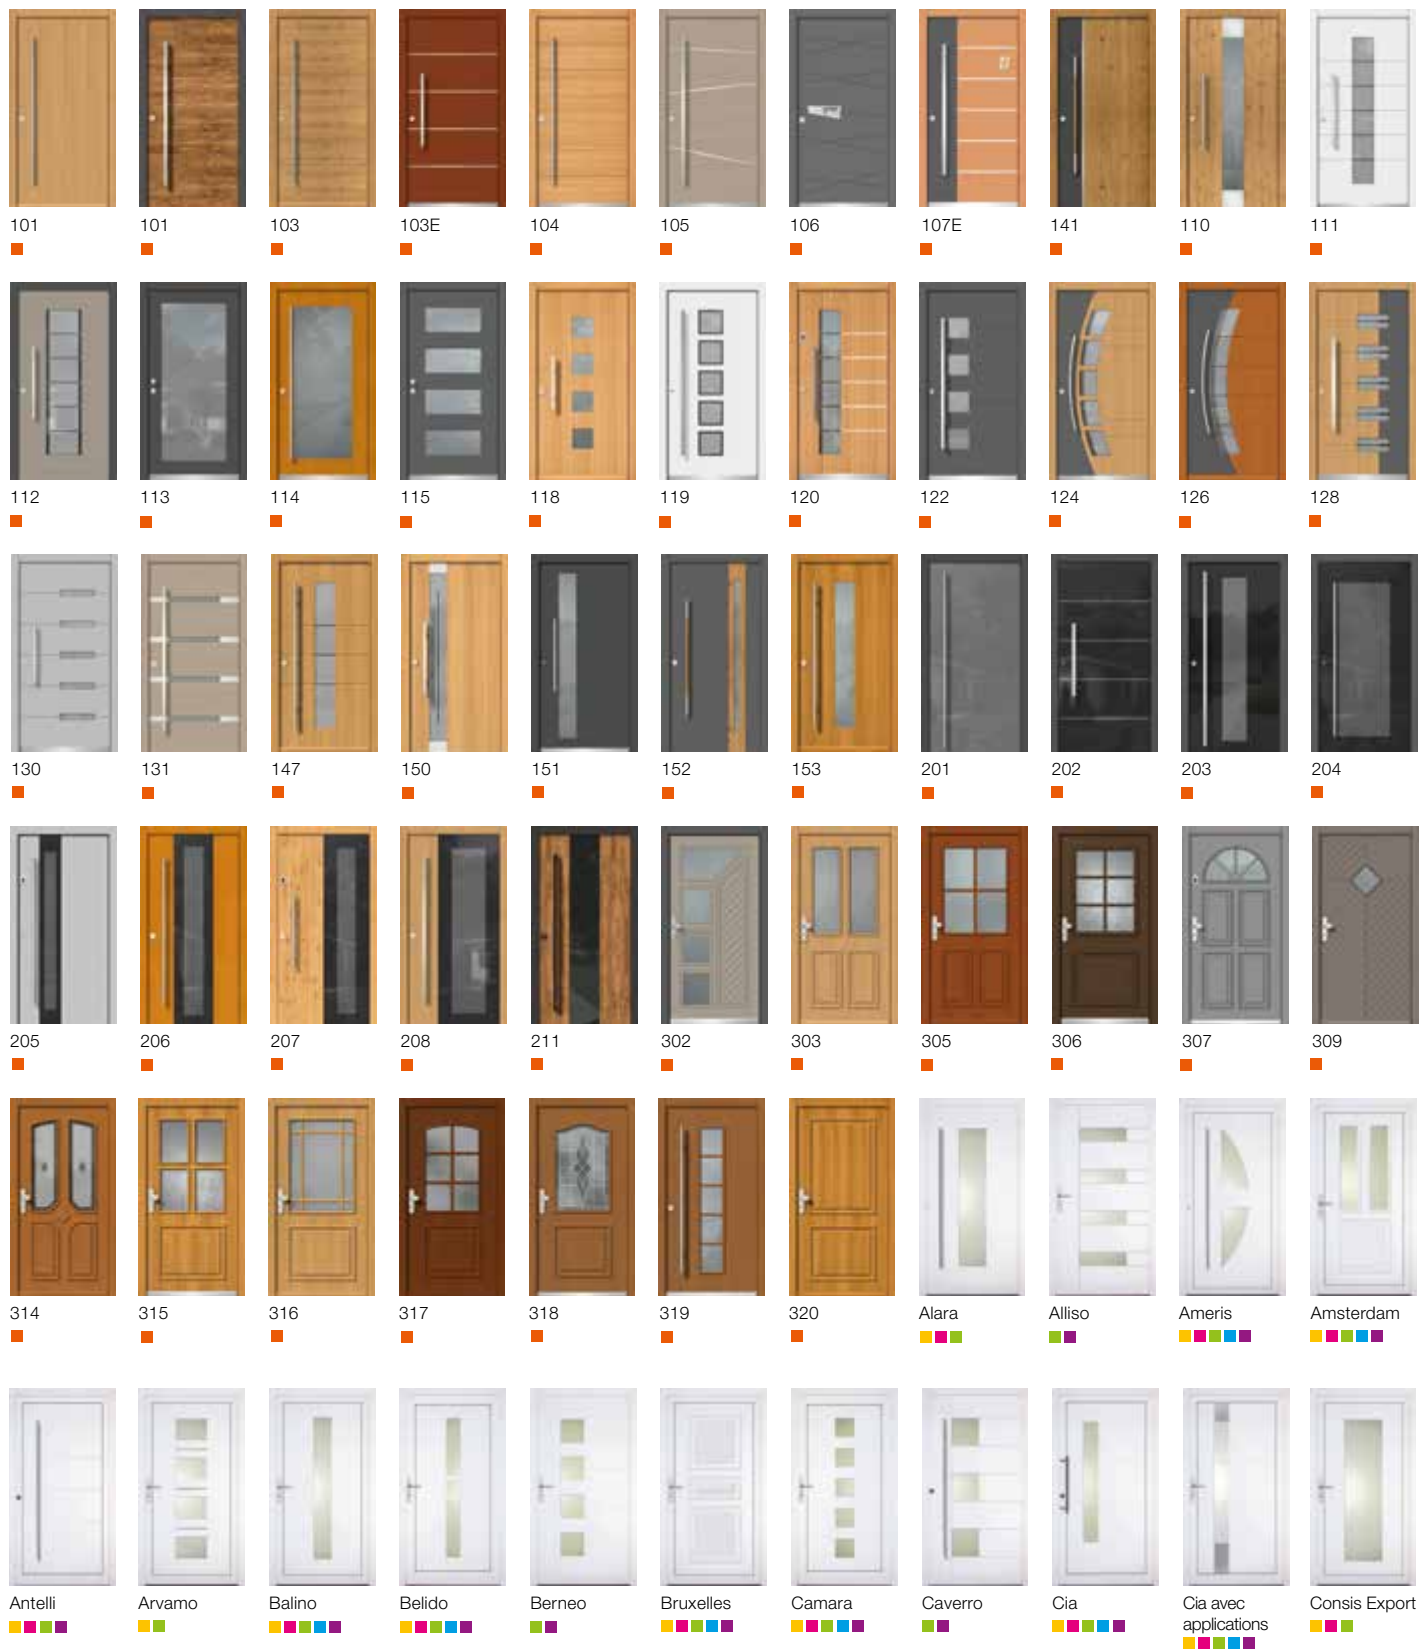 101 101 103 103E 104 105 106 107E 141 110 111
112 113 114 115 118 119 120 122 124 126 128
130 131 147 150 151 152 153 201 202 203 204
205 206 207 208 211 302 303 305 306 307 309
314 315 316 317 318 319 320 Alara Alliso Ameris Amsterdam
Antelli Arvamo Balino Belido Berneo Bruxelles Camara Caverro Cia Cia avec Consis Export
applications